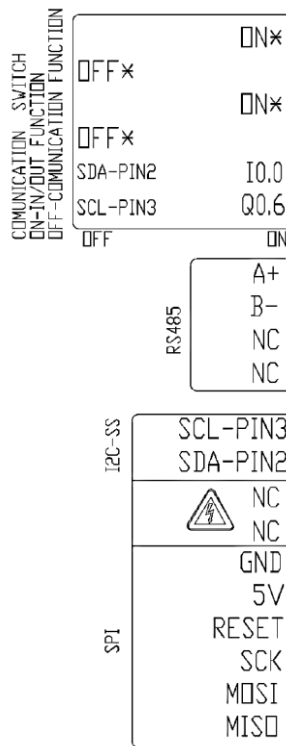 COMUNICATION SWITCH
ON-IN/OUT FUNCTION
OFF-COMUNICATION FUNCTION
ON*
OFF*
ON*
OFF*
SDA-PIN2 I0.0
SCL-PIN3 Q0.6
OFF ON
RS485
A+
B-
NC
NC
I2C-SS
SCL-PIN3
SDA-PIN2
NC
NC
SPI
GND
5V
RESET
SCK
MOSI
MISO